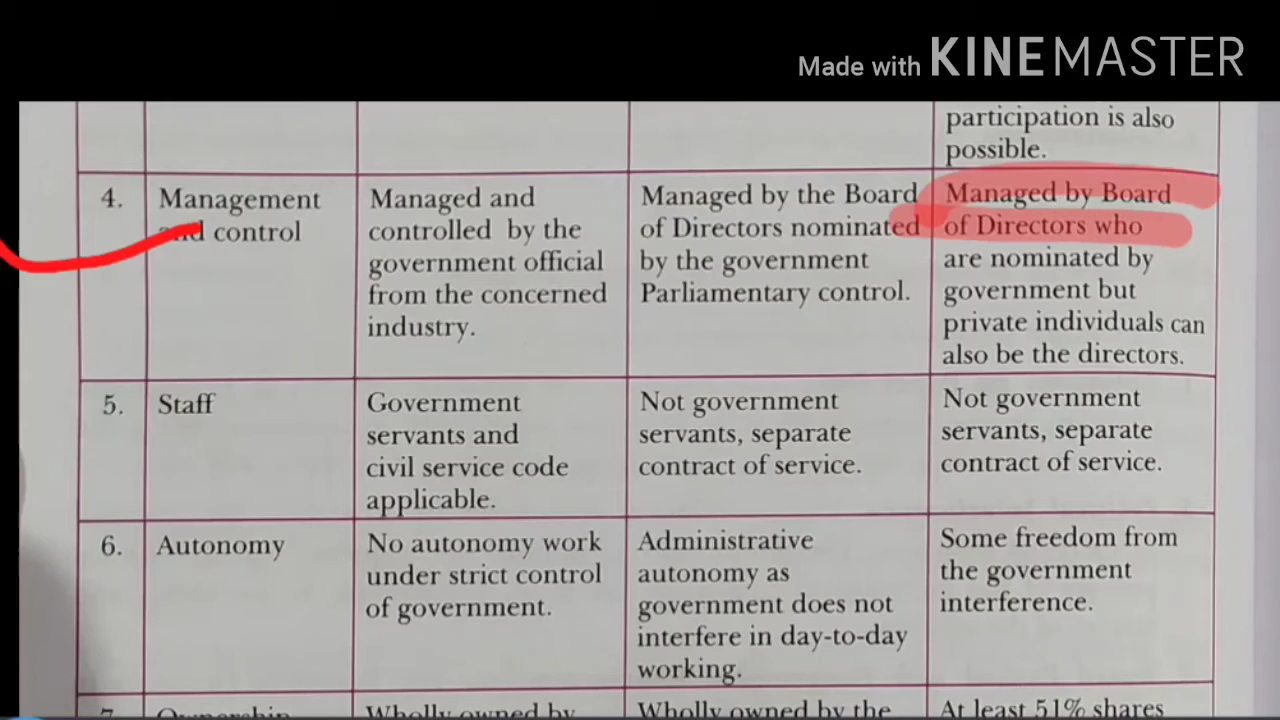 Made with KINEMASTER
participation is also
possible.
4.
Management
and control
Managed and
controlled by the
government official
from the concerned
industry.
Managed by the Board
of Directors nominated
by the government
Parliamentary control.
Managed by Board
of Directors who
are nominated by
government but
private individuals can
also be the directors.
5.
Staff
Government
servants and
civil service code
applicable.
Not government
servants, separate
contract of service.
Not government
servants, separate
contract of service.
6.
Autonomy
No autonomy work
under strict control
of government.
Administrative
autonomy as
government does not
interfere in day-to-day
working.
Some freedom from
the government
interference.
7.
Ownership
Wholly owned by
Wholly owned by the
At least 51% shares